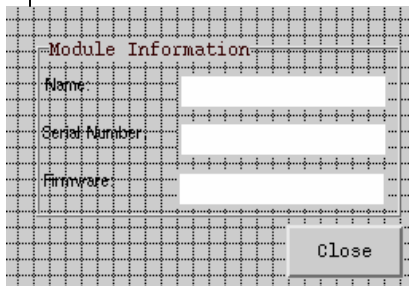 Module Information
Name:
Serial Number:
Firmware:
Close